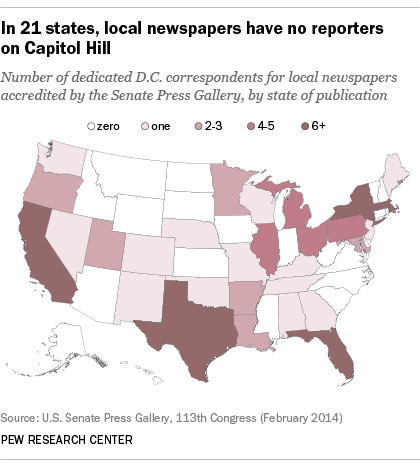 In 21 states, local newspapers have no reporters
on Capitol Hill
Number of dedicated D.C. correspondents for local newspapers
accredited by the Senate Press Gallery, by state of publication
zero one 2-3 4-5 6+
Source: U.S. Senate Press Gallery, 113th Congress (February 2014)
PEW RESEARCH CENTER